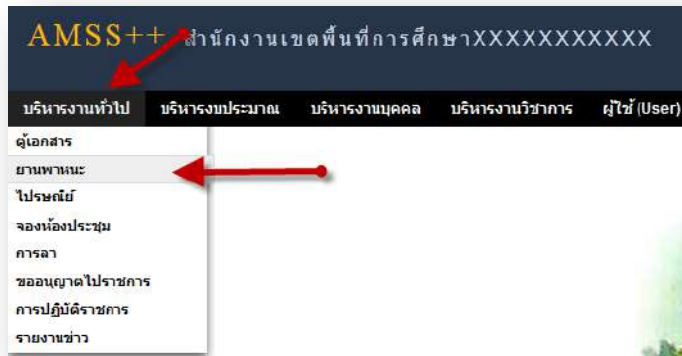 AMSS++ สำนักงานเขตพื้นที่การศึกษาXXXXXXXXXXX
บริหารงานทั่วไป บริหารงบประมาณ บริหารงานบุคคล บริหารงานวิชาการ ผู้ใช้ (User)
ตู้เอกสาร
ยานพาหนะ
ไปรษณีย์
จองห้องประชุม
การลา
ขออนุญาตไปราชการ
การปฏิบัติราชการ
รายงานข่าว